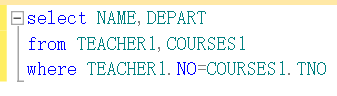 select NAME,DEPART
from TEACHER1,COURSES1
where TEACHER1.NO=COURSES1.TNO